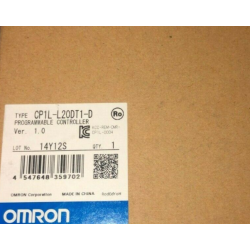 TYPE CP1L-L20DT1-D
PROGRAMMABLE CONTROLLER
Ver. 1.0
LOT No. 14Y12S QTY 1
4 547648 359702
OMRON Corporation MADE IN CHINA
OMRON